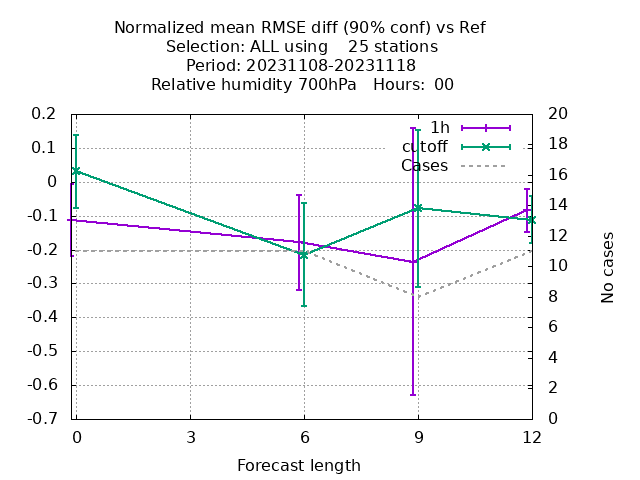 Normalized mean RMSE diff (90% conf) vs Ref
Selection: ALL using 25 stations
Period: 20231108-20231118
Relative humidity 700hPa Hours: 00
1h
cutoff
Cases
0.2
0.1
0
-0.1
-0.2
-0.3
-0.4
-0.5
-0.6
-0.7
20
18
16
14
12
10
8
6
4
2
0
No cases
0 3 6 9 12
Forecast length